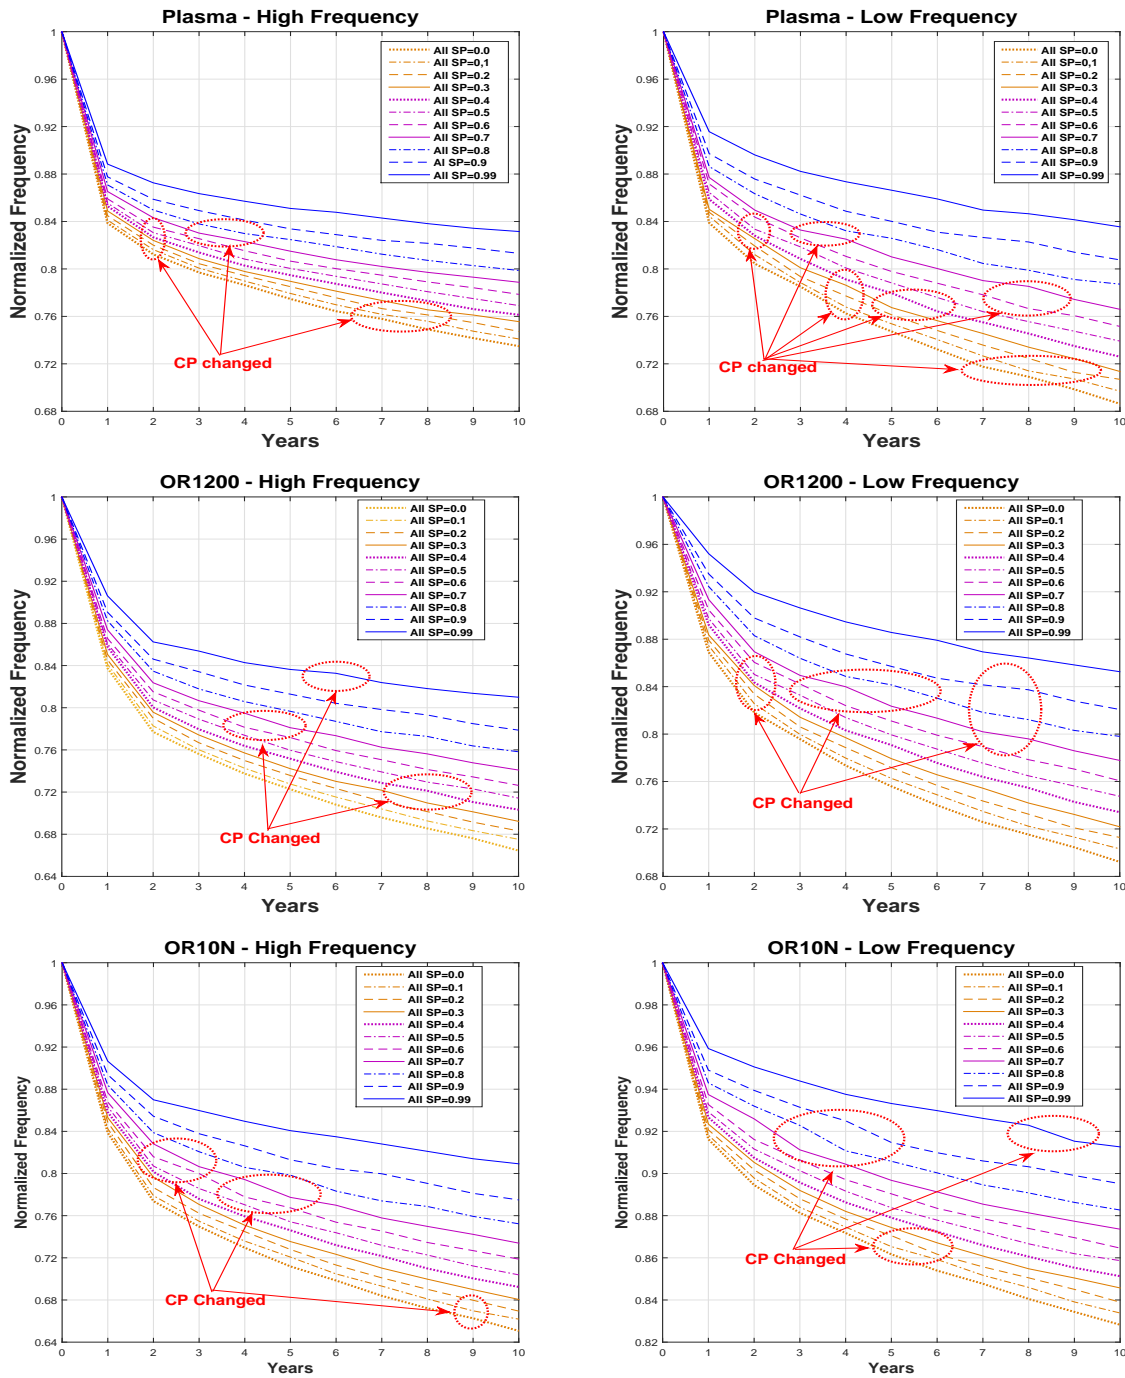 Plasma - High Frequency
1
0.96
0.92
0.88
0.84
0.8
0.76
0.72
0.68
Normalized Frequency
All SP=0.0
All SP=0,1
All SP=0.2
All SP=0.3
All SP=0.4
All SP=0.5
All SP=0.6
All SP=0.7
All SP=0.8
Al SP=0.9
All SP=0.99
CP changed
0 1 2 3 4 5 6 7 8 9 10
Years
Plasma - Low Frequency
1
0.96
0.92
0.88
0.84
0.8
0.76
0.72
0.68
Normalized Frequency
All SP=0.0
All SP=0.1
All SP=0.2
All SP=0.3
All SP=0.4
All SP=0.5
All SP=0.6
All SP=0.7
All SP=0.8
All SP=0.9
All SP=0.99
CP changed
0 1 2 3 4 5 6 7 8 9 10
Years
OR1200 - High Frequency
1
0.96
0.92
0.88
0.84
0.8
0.76
0.72
0.68
0.64
Normalized Frequency
All SP=0.0
All SP=0.1
All SP=0.2
All SP=0.3
All SP=0.4
All SP=0.5
All SP=0.6
All SP=0.7
All SP=0.8
All SP=0.9
All SP=0.99
CP Changed
0 1 2 3 4 5 6 7 8 9 10
Years
OR1200 - Low Frequency
1
0.96
0.92
0.88
0.84
0.8
0.76
0.72
0.68
Normalized Frequency
All SP=0.0
All SP=0.1
All SP=0.2
All SP=0.3
All SP=0.4
All SP=0.5
All SP=0.6
All SP=0.7
All SP=0.8
All SP=0.9
All SP=0.99
CP Changed
0 1 2 3 4 5 6 7 8 9 10
Years
OR10N - High Frequency
1
0.96
0.92
0.88
0.84
0.8
0.76
0.72
0.68
0.64
Normalized Frequency
All SP=0.0
All SP=0.1
All SP=0.2
All SP=0.3
All SP=0.4
All SP=0.5
All SP=0.6
All SP=0.7
All SP=0.8
All SP=0.9
All SP=0.99
CP Changed
0 1 2 3 4 5 6 7 8 9 10
Years
OR10N - Low Frequency
1
0.98
0.96
0.94
0.92
0.9
0.88
0.86
0.84
0.82
Normalized Frequency
All SP=0.0
All SP=0.1
All SP=0.2
All SP=0.3
All SP=0.4
All SP=0.5
All SP=0.6
All SP=0.7
All SP=0.8
All SP=0.9
All SP=0.99
CP Changed
0 1 2 3 4 5 6 7 8 9 10
Years